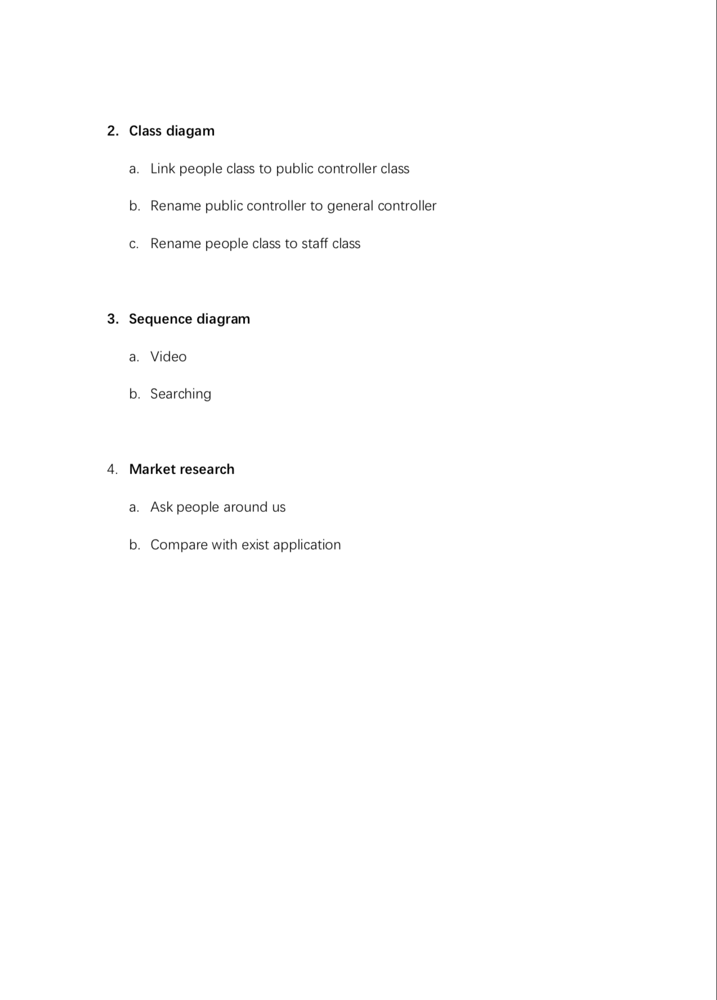 2. Class diagam
a. Link people class to public controller class
b. Rename public controller to general controller
c. Rename people class to staff class
3. Sequence diagram
a. Video
b. Searching
4. Market research
a. Ask people around us
b. Compare with exist application